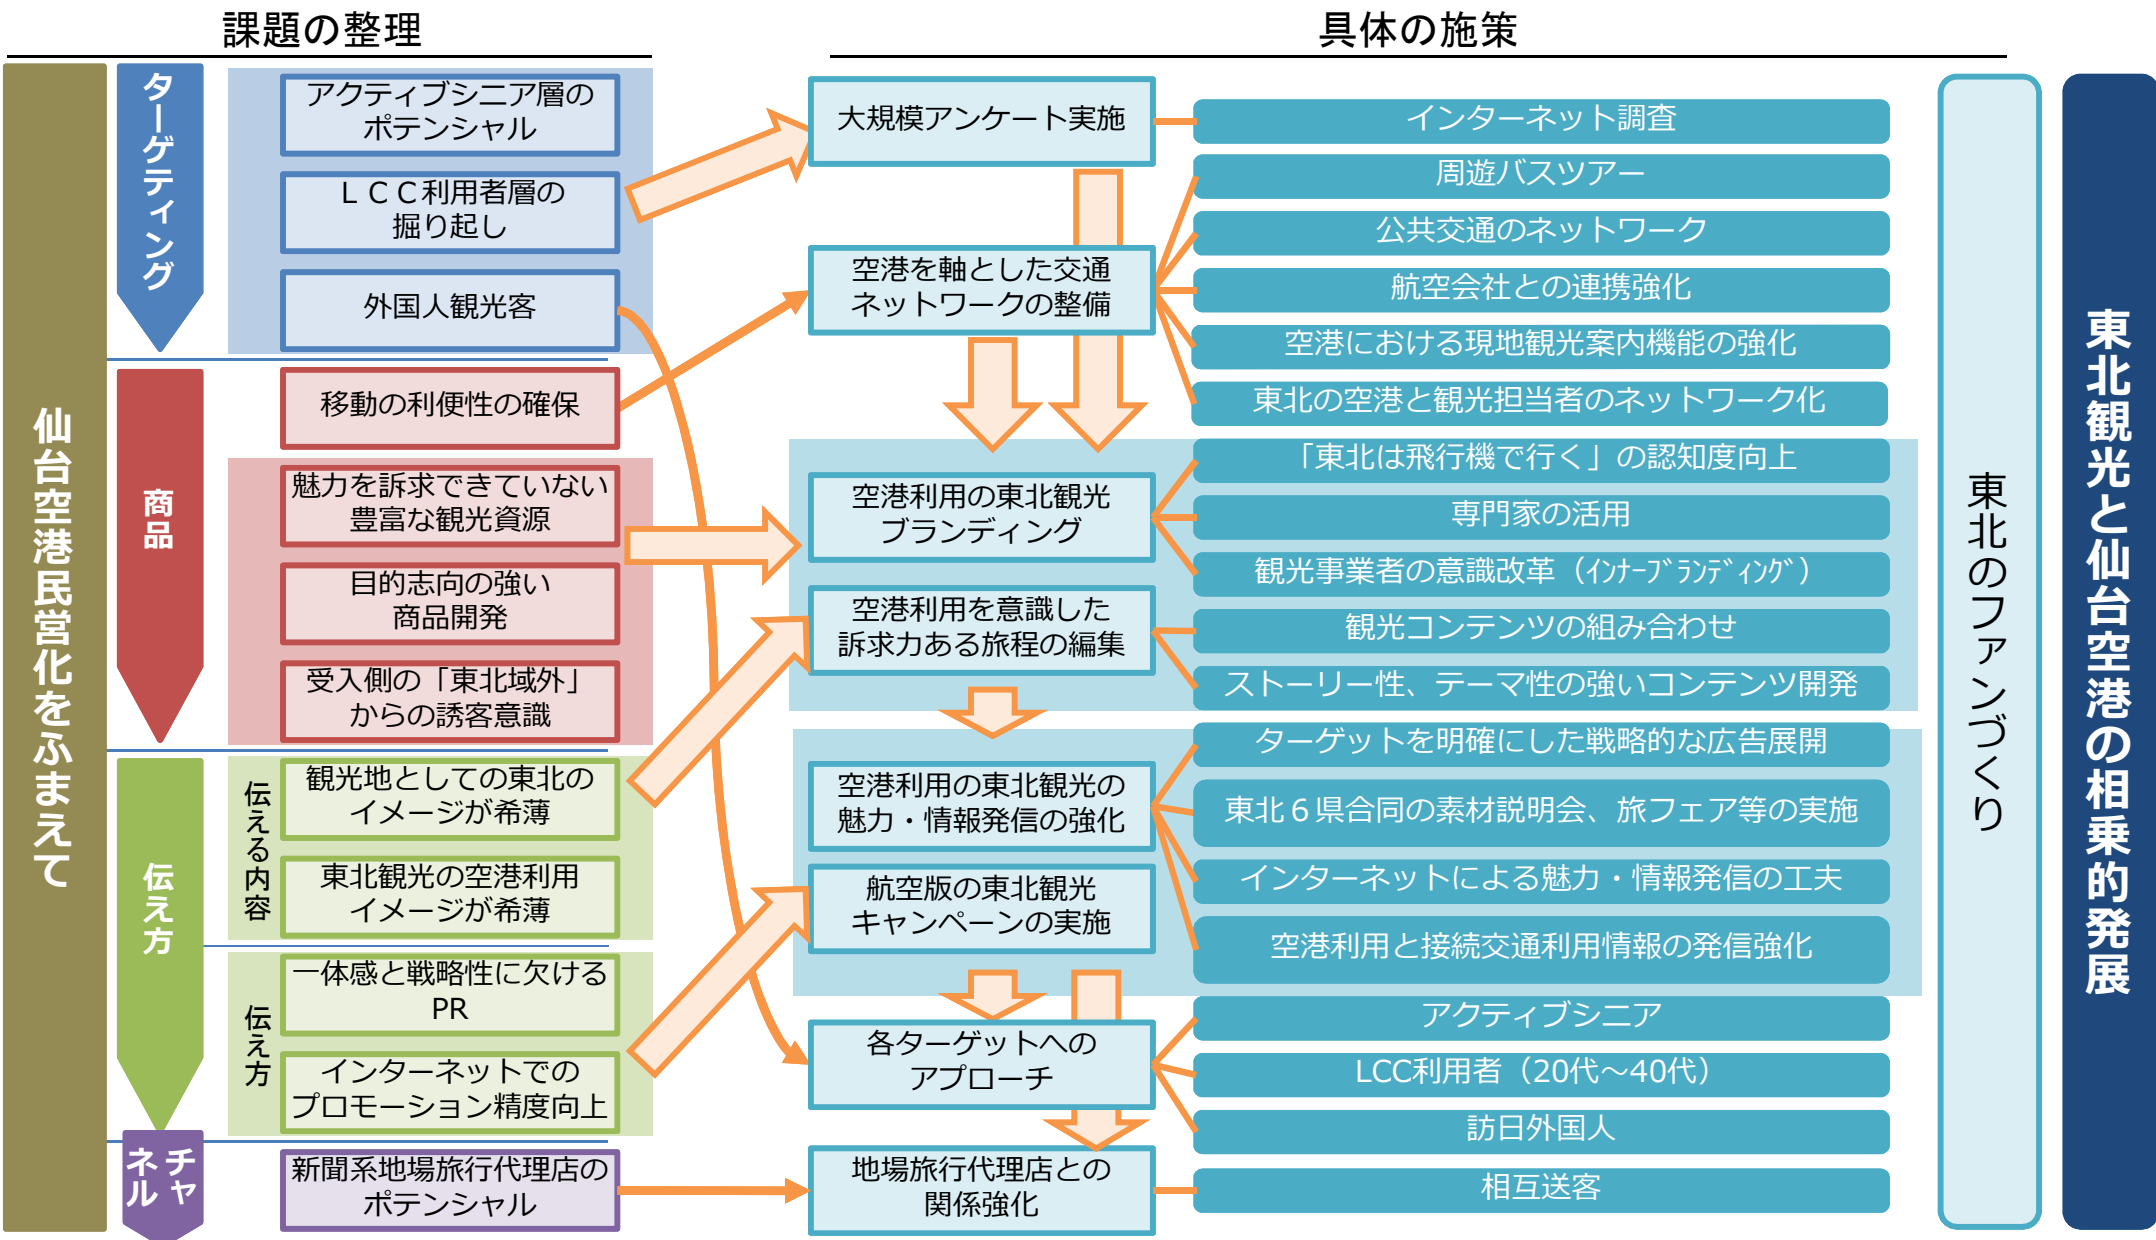 課題の整理
具体の施策
仙台空港民営化をふまえて
ターゲティング
アクティブシニア層の
ポテンシャル
ＬＣＣ利用者層の
掘り起し
外国人観光客
商品
移動の利便性の確保
魅力を訴求できていない
豊富な観光資源
目的志向の強い
商品開発
受入側の「東北域外」
からの誘客意識
伝え方
伝える内容
観光地としての東北の
イメージが希薄
東北観光の空港利用
イメージが希薄
伝え方
一体感と戦略性に欠ける
PR
インターネットでの
プロモーション精度向上
チャ
ネル
新聞系地場旅行代理店の
ポテンシャル
大規模アンケート実施
インターネット調査
空港を軸とした交通
ネットワークの整備
周遊バスツアー
公共交通のネットワーク
航空会社との連携強化
空港における現地観光案内機能の強化
東北の空港と観光担当者のネットワーク化
空港利用の東北観光
ブランディング
「東北は飛行機で行く」の認知度向上
専門家の活用
観光事業者の意識改革（ｲﾝﾅｰﾌﾞﾗﾝﾃﾞｨﾝｸﾞ）
空港利用を意識した
訴求力ある旅程の編集
観光コンテンツの組み合わせ
ストーリー性、テーマ性の強いコンテンツ開発
空港利用の東北観光の
魅力・情報発信の強化
ターゲットを明確にした戦略的な広告展開
東北６県合同の素材説明会、旅フェア等の実施
インターネットによる魅力・情報発信の工夫
空港利用と接続交通利用情報の発信強化
航空版の東北観光
キャンペーンの実施
各ターゲットへの
アプローチ
アクティブシニア
LCC利用者（20代～40代）
訪日外国人
地場旅行代理店との
関係強化
相互送客
東北のファンづくり
東北観光と仙台空港の相乗的発展